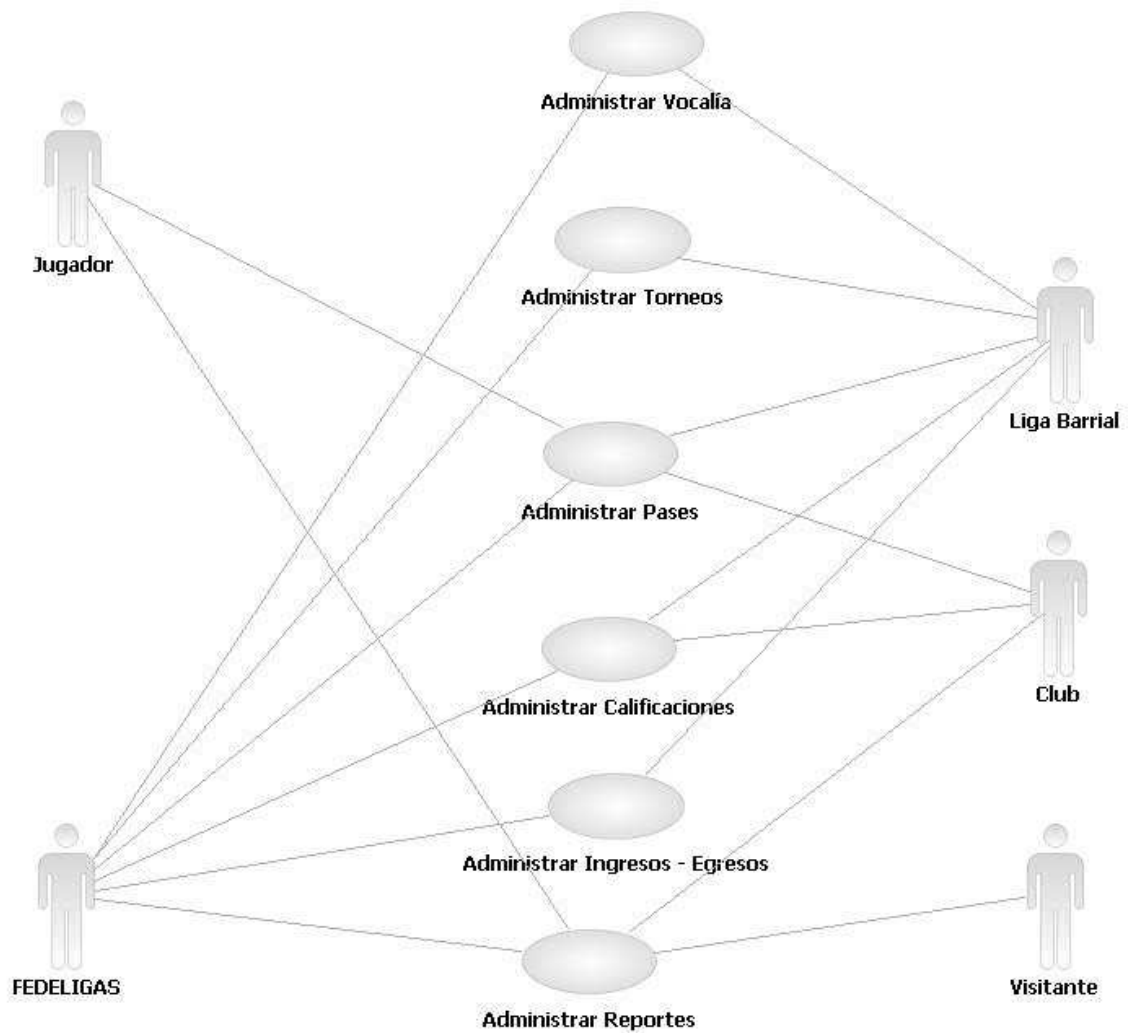 Administrar Vocalía
Jugador
Administrar Torneos
Liga Barrial
Administrar Pases
Club
Administrar Calificaciones
Administrar Ingresos - Egresos
FEDELIGAS
Visitante
Administrar Reportes